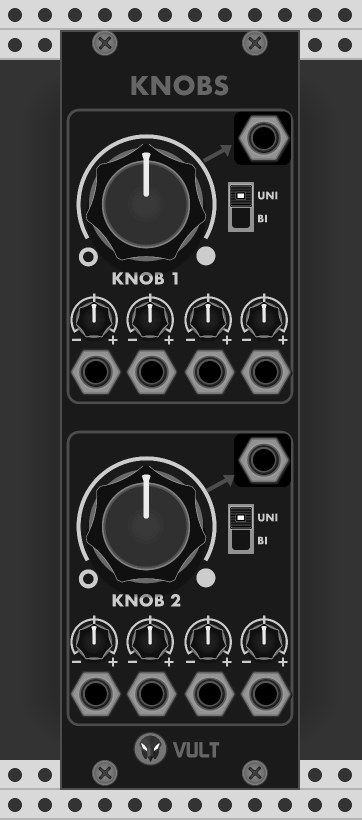 KNOBS
UNI
BI
KNOB 1
- + - + - + - +
UNI
BI
KNOB 2
- + - + - + - +
VULT